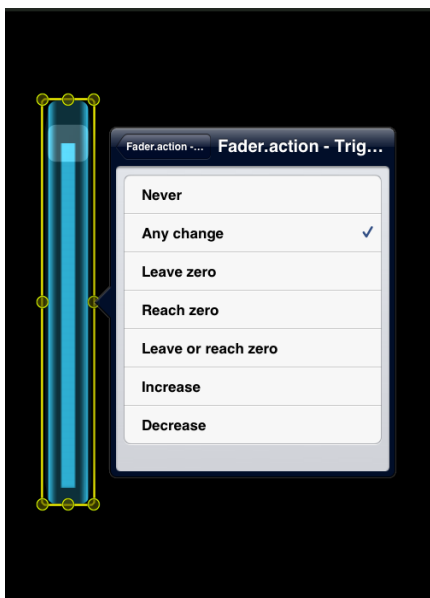 Fader.action -... Fader.action - Trig...
Never
Any change
Leave zero
Reach zero
Leave or reach zero
Increase
Decrease